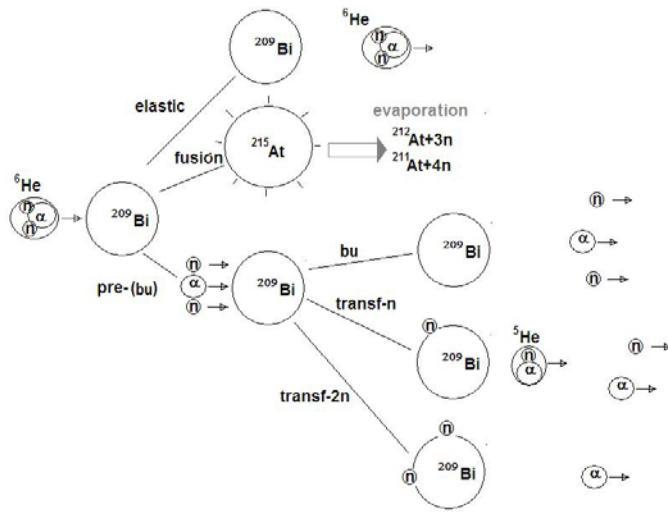 ⁶He
n
α
n
²⁰⁹Bi
elastic
²⁰⁹Bi
⁶He
n
α
n
fusion
²¹⁵At
evaporation
²¹²At+3n
²¹¹At+4n
pre-(bu)
n
α
n
²⁰⁹Bi
bu
²⁰⁹Bi
n
α
n
transf-n
n
²⁰⁹Bi
⁵He
n
α
n
α
transf-2n
n
n
²⁰⁹Bi
α